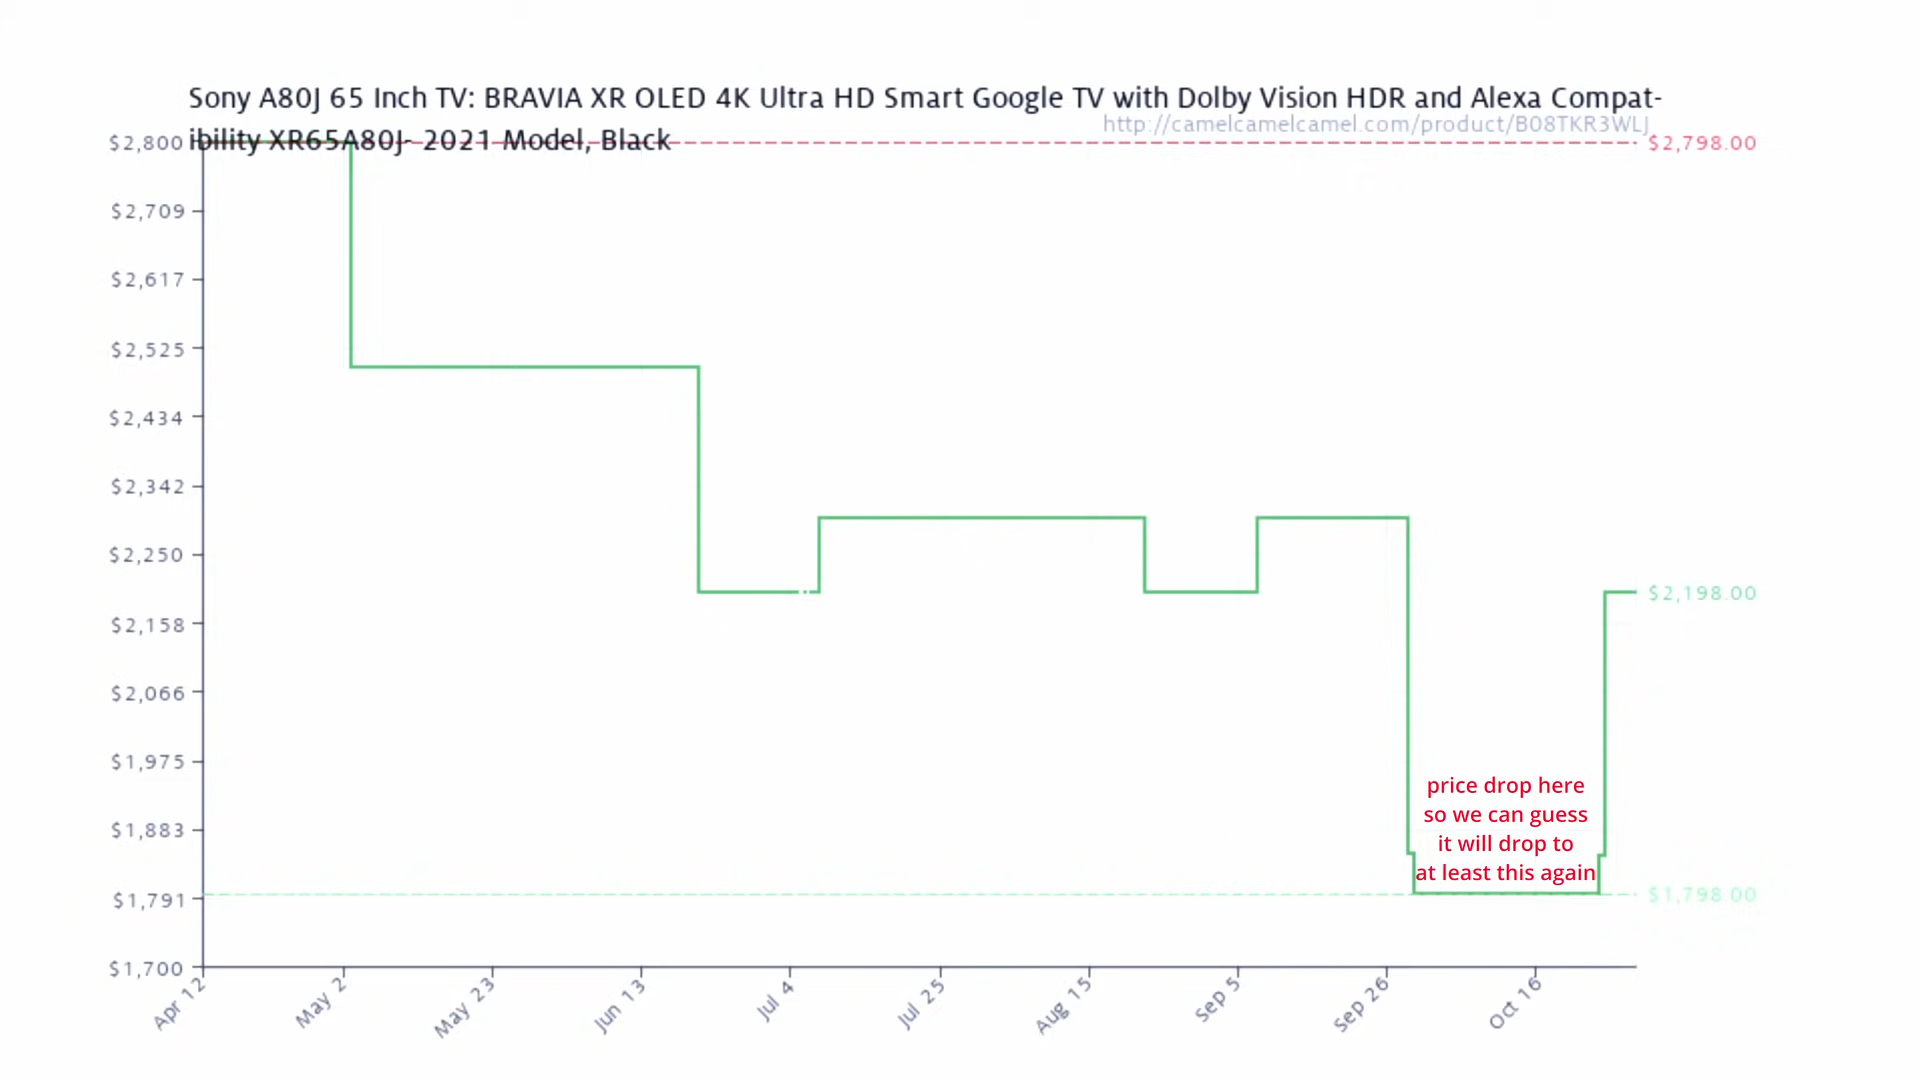 Sony A80J 65 Inch TV: BRAVIA XR OLED 4K Ultra HD Smart Google TV with Dolby Vision HDR and Alexa Compat-
ibility XR65A80J- 2021 Model, Black
http://camelcamelcamel.com/product/B08TKR3WLJ
$2,800
$2,798.00
$2,709
$2,617
$2,525
$2,434
$2,342
$2,250
$2,198.00
$2,158
$2,066
$1,975
price drop here
so we can guess
$1,883
it will drop to
at least this again
$1,791
$1,798.00
$1,700
Apr 12
May 2
May 23
Jun 13
Jul 4
Jul 25
Aug 15
Sep 5
Sep 26
Oct 16